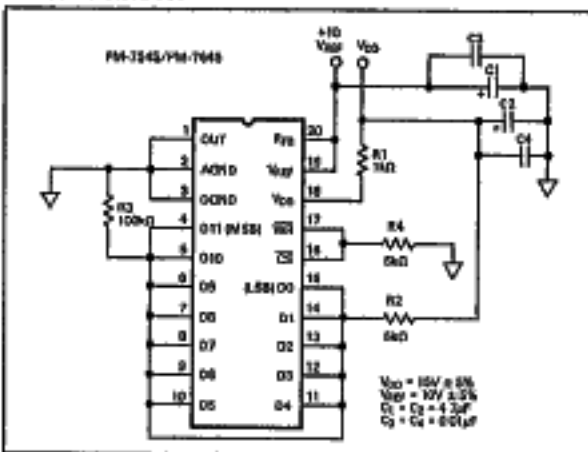 PM-7545/PM-7645
+10
VREF
VDD
C1
C2
C4
1
OUT
RFB
20
2
AGND
VREF
19
3
DGND
VDD
18
4
D11 (MSB)
WR
17
5
D10
CS
16
6
D9
(LSB) D0
15
7
D8
D1
14
8
D7
D2
13
9
D6
D3
12
10
D5
D4
11
R1
1kΩ
R3
100kΩ
R4
5kΩ
R2
5kΩ
VDD = 15V ± 5%
VREF = 10V ± 5%
C1 = C2 = 4.7µF
C3 = C4 = 0.01µF